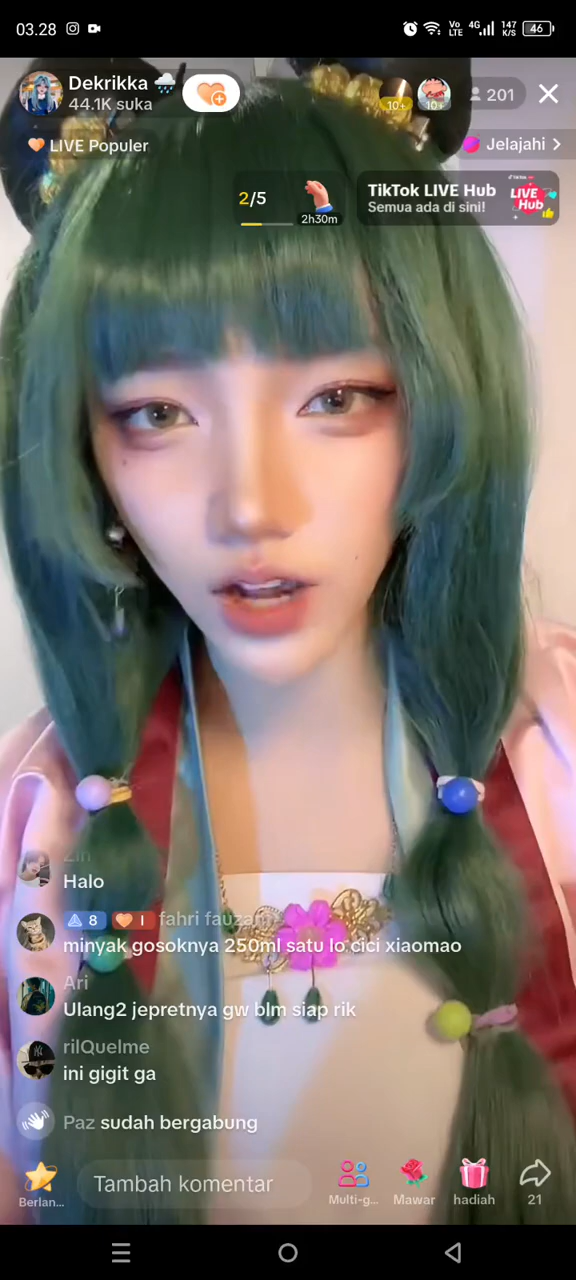 03.28
Vo LTE
4G
147 K/S
46
Dekrikka
44.1K suka
10+
10+
201
LIVE Populer
Jelajahi
2/5
2h30m
TikTok LIVE Hub
Semua ada di sini!
LIVE
Hub
Zin
Halo
8
I
fahri fauzan
minyak gosoknya 250ml satu lo.cici xiaomao
Ari
Ulang2 jepretnya gw blm siap rik
rilQuelme
ini gigit ga
Paz sudah bergabung
Berlan...
Tambah komentar
Multi-g...
Mawar
hadiah
21